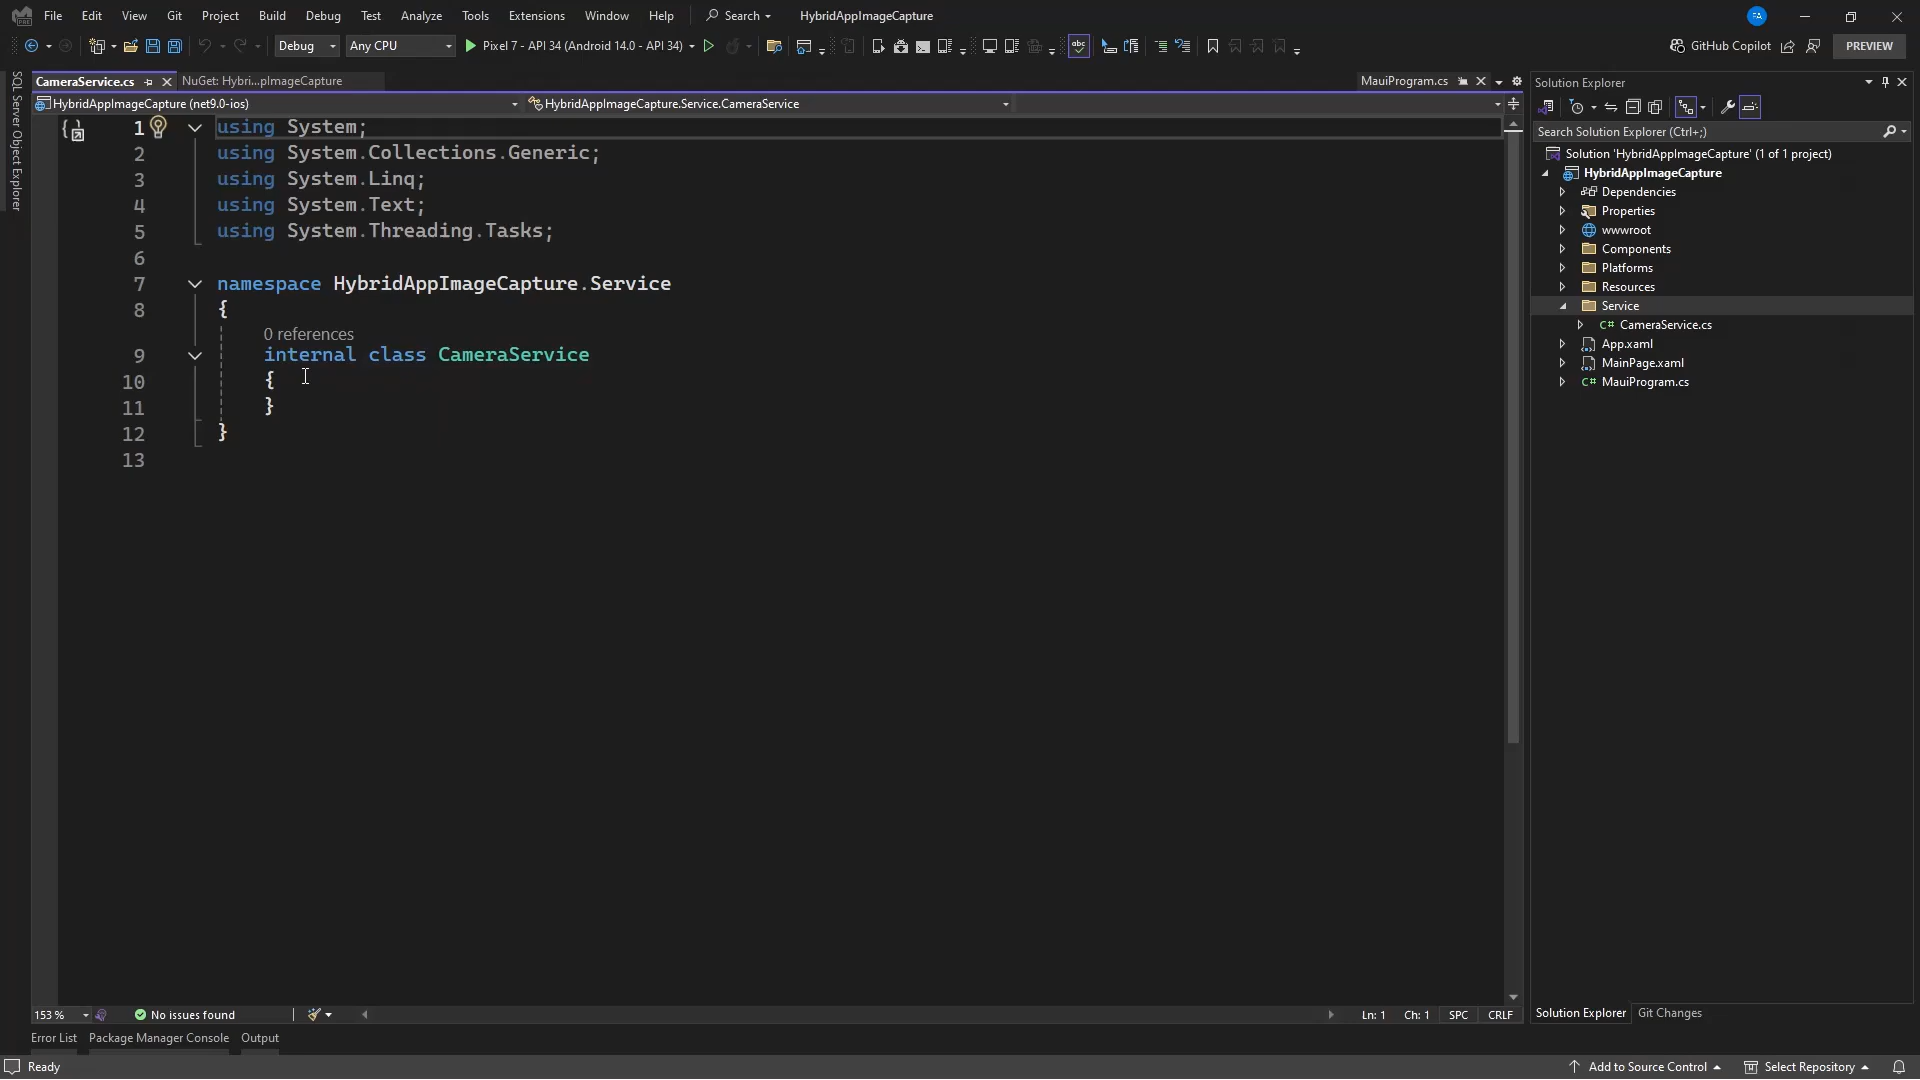 File Edit View Git Project Build Debug Test Analyze Tools Extensions Window Help Search HybridAppImageCapture FA
Debug Any CPU Pixel 7 - API 34 (Android 14.0 - API 34) abc GitHub Copilot PREVIEW
SQL Server Object Explorer
CameraService.cs NuGet: Hybri...pImageCapture MauiProgram.cs
HybridAppImageCapture (net9.0-ios) HybridAppImageCapture.Service.CameraService
1 using System;
2 using System.Collections.Generic;
3 using System.Linq;
4 using System.Text;
5 using System.Threading.Tasks;
6
7 namespace HybridAppImageCapture.Service
8 {
0 references
9 internal class CameraService
10 {
11 }
12 }
13
153 % No issues found Ln: 1 Ch: 1 SPC CRLF
Error List Package Manager Console Output
Ready Add to Source Control Select Repository
Solution Explorer
Search Solution Explorer (Ctrl+;)
Solution 'HybridAppImageCapture' (1 of 1 project)
HybridAppImageCapture
Dependencies
Properties
wwwroot
Components
Platforms
Resources
Service
C# CameraService.cs
App.xaml
MainPage.xaml
C# MauiProgram.cs
Solution Explorer Git Changes